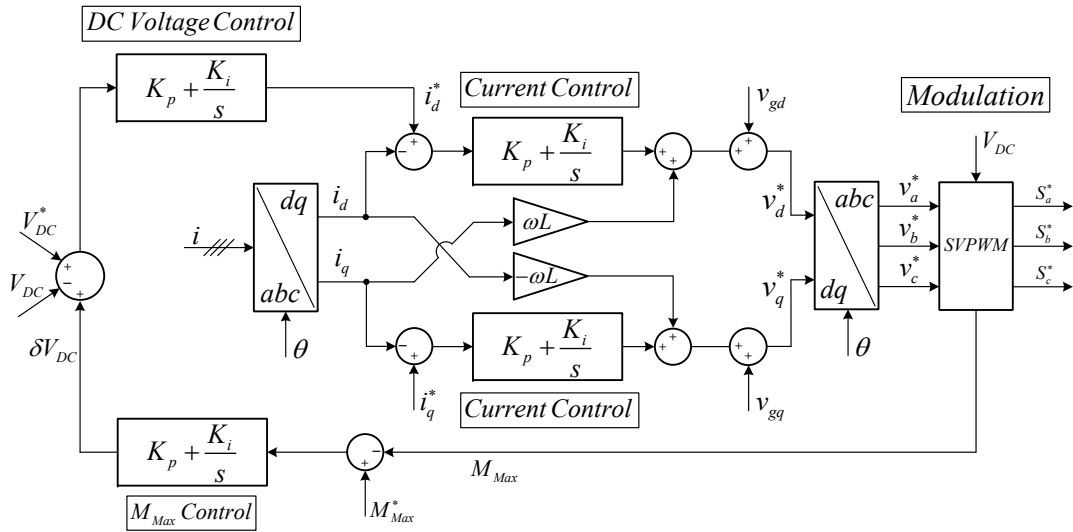 DC Voltage Control
K_p + K_i/s
i_d^*
Current Control
K_p + K_i/s
v_gd
Modulation
V_DC
− +
+ +
+ +
dq
abc
i
i_d
i_q
θ
ωL
−ωL
v_d^*
v_q^*
abc
dq
θ
v_a^*
v_b^*
v_c^*
SVPWM
S_a^*
S_b^*
S_c^*
V_DC^*
V_DC
+ − +
δV_DC
− +
i_q^*
K_p + K_i/s
Current Control
+ +
+ +
v_gq
K_p + K_i/s
M_Max Control
− +
M_Max^*
M_Max